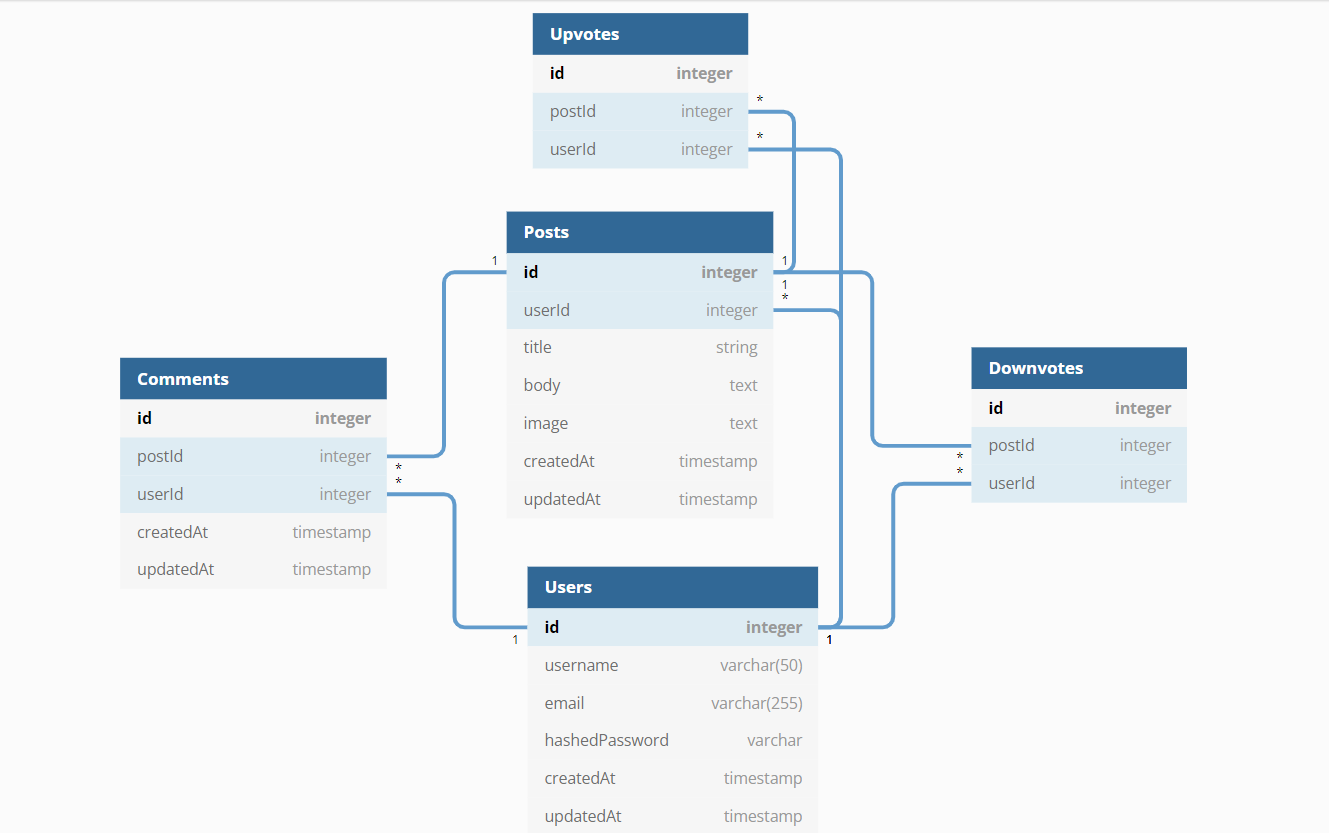 Upvotes
id integer
postId integer
*
userId integer
*
Posts
1 id integer 1
1
userId integer
*
title string
body text
image text
createdAt timestamp
updatedAt timestamp
Comments
id integer
postId integer
*
userId integer
*
createdAt timestamp
updatedAt timestamp
Downvotes
id integer
postId integer
*
userId integer
*
Users
id integer
1 1
username varchar(50)
email varchar(255)
hashedPassword varchar
createdAt timestamp
updatedAt timestamp